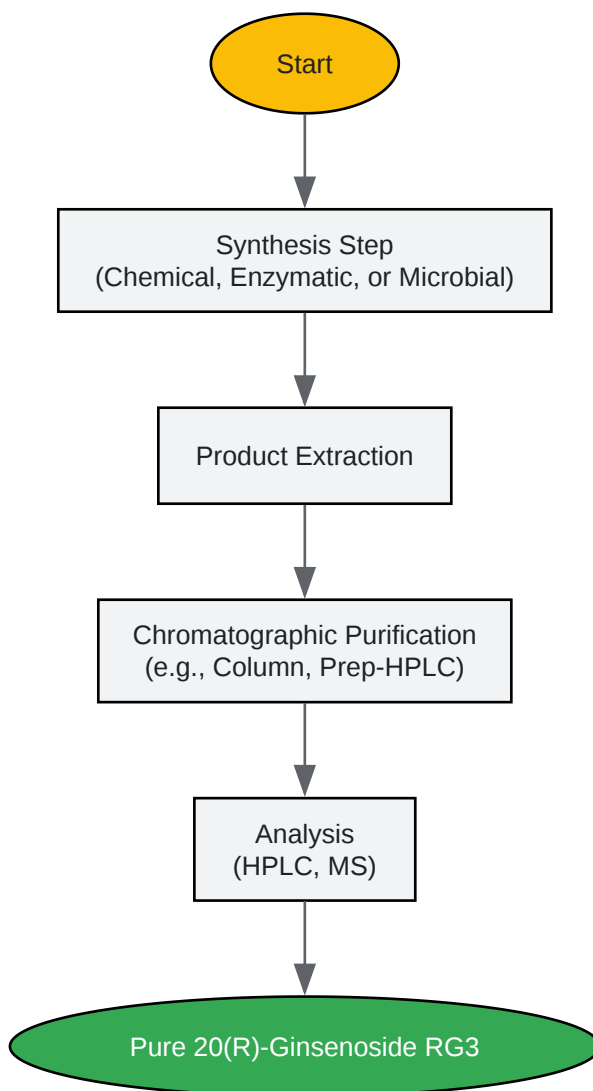 Start
Synthesis Step
(Chemical, Enzymatic, or Microbial)
Product Extraction
Chromatographic Purification
(e.g., Column, Prep-HPLC)
Analysis
(HPLC, MS)
Pure 20(R)-Ginsenoside RG3